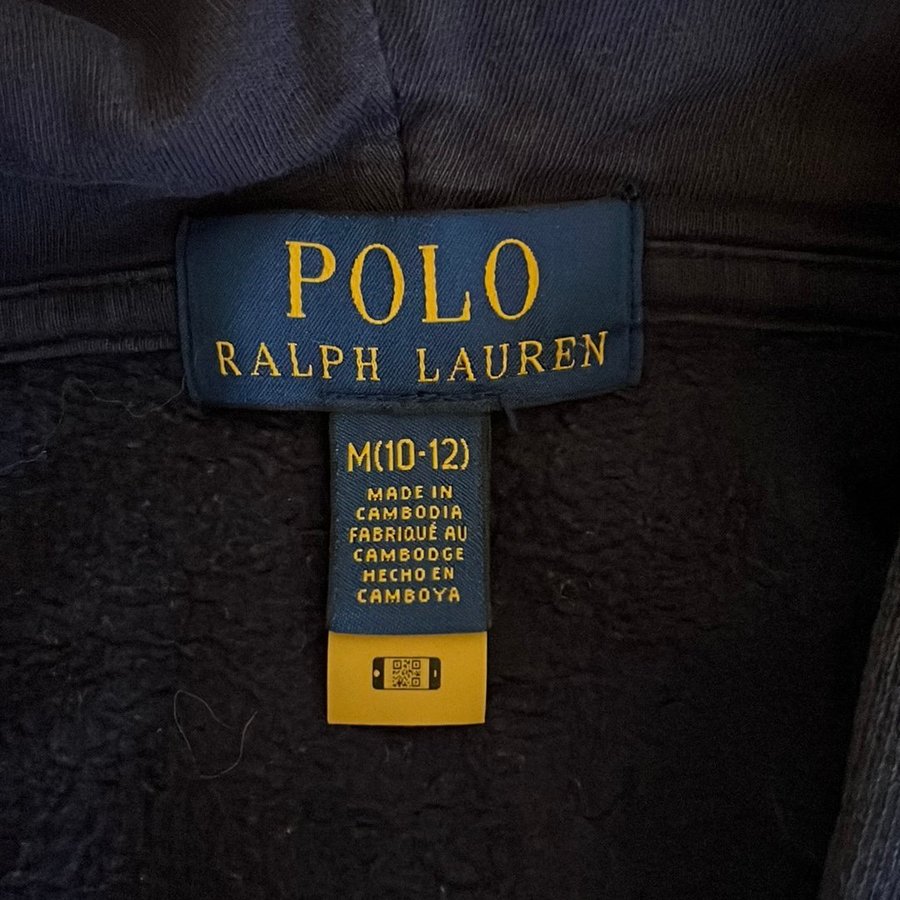 POLO
RALPH LAUREN
M(10-12)
MADE IN
CAMBODIA
FABRIQUÉ AU
CAMBODGE
HECHO EN
CAMBOYA